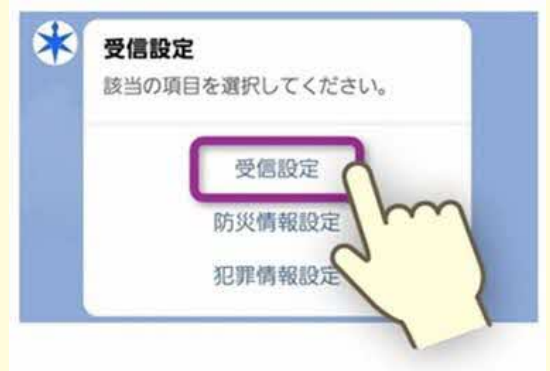 受信設定
該当の項目を選択してください。
受信設定
防災情報設定
犯罪情報設定